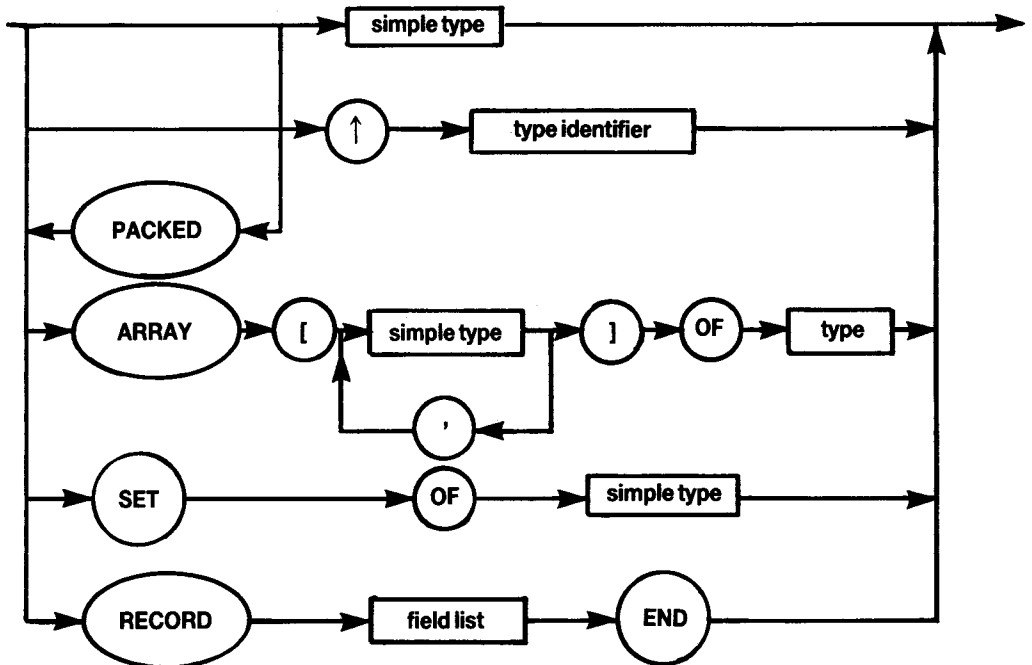 simple type
↑ type identifier
PACKED
ARRAY [ simple type ] OF type
,
SET OF simple type
RECORD field list END